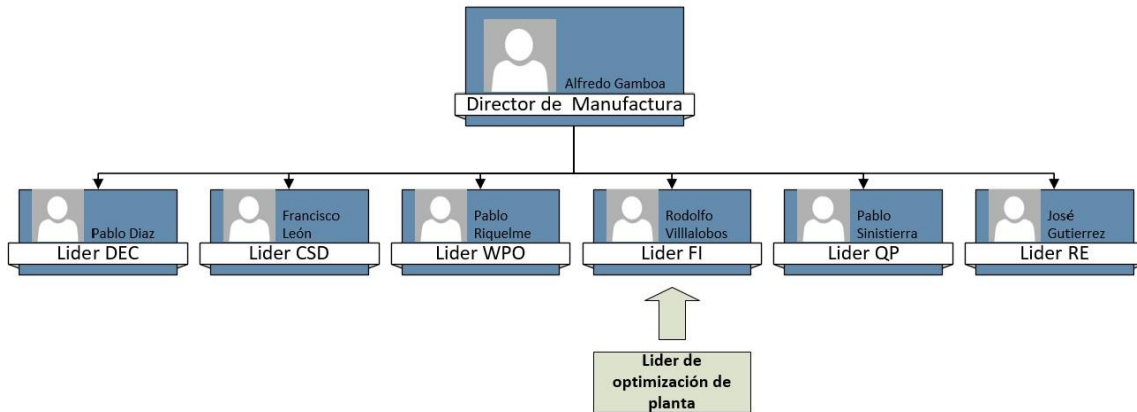 Alfredo Gamboa
Director de Manufactura
Pablo Diaz
Lider DEC
Francisco
León
Lider CSD
Pablo
Riquelme
Lider WPO
Rodolfo
Villlalobos
Lider FI
Pablo
Sinistierra
Lider QP
José
Gutierrez
Lider RE
Lider de
optimización de
planta